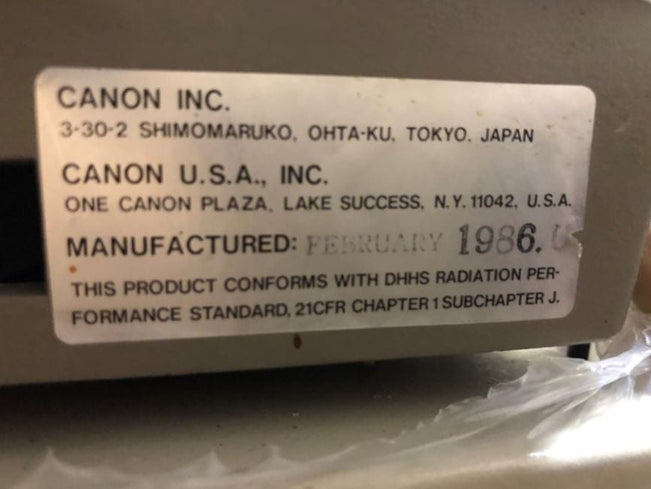 CANON INC.
3-30-2 SHIMOMARUKO, OHTA-KU, TOKYO. JAPAN
CANON U.S.A., INC.
ONE CANON PLAZA, LAKE SUCCESS, N.Y. 11042, U.S.A.
MANUFACTURED: FEBRUARY 1986. U
THIS PRODUCT CONFORMS WITH DHHS RADIATION PER-
FORMANCE STANDARD, 21CFR CHAPTER 1 SUBCHAPTER J.